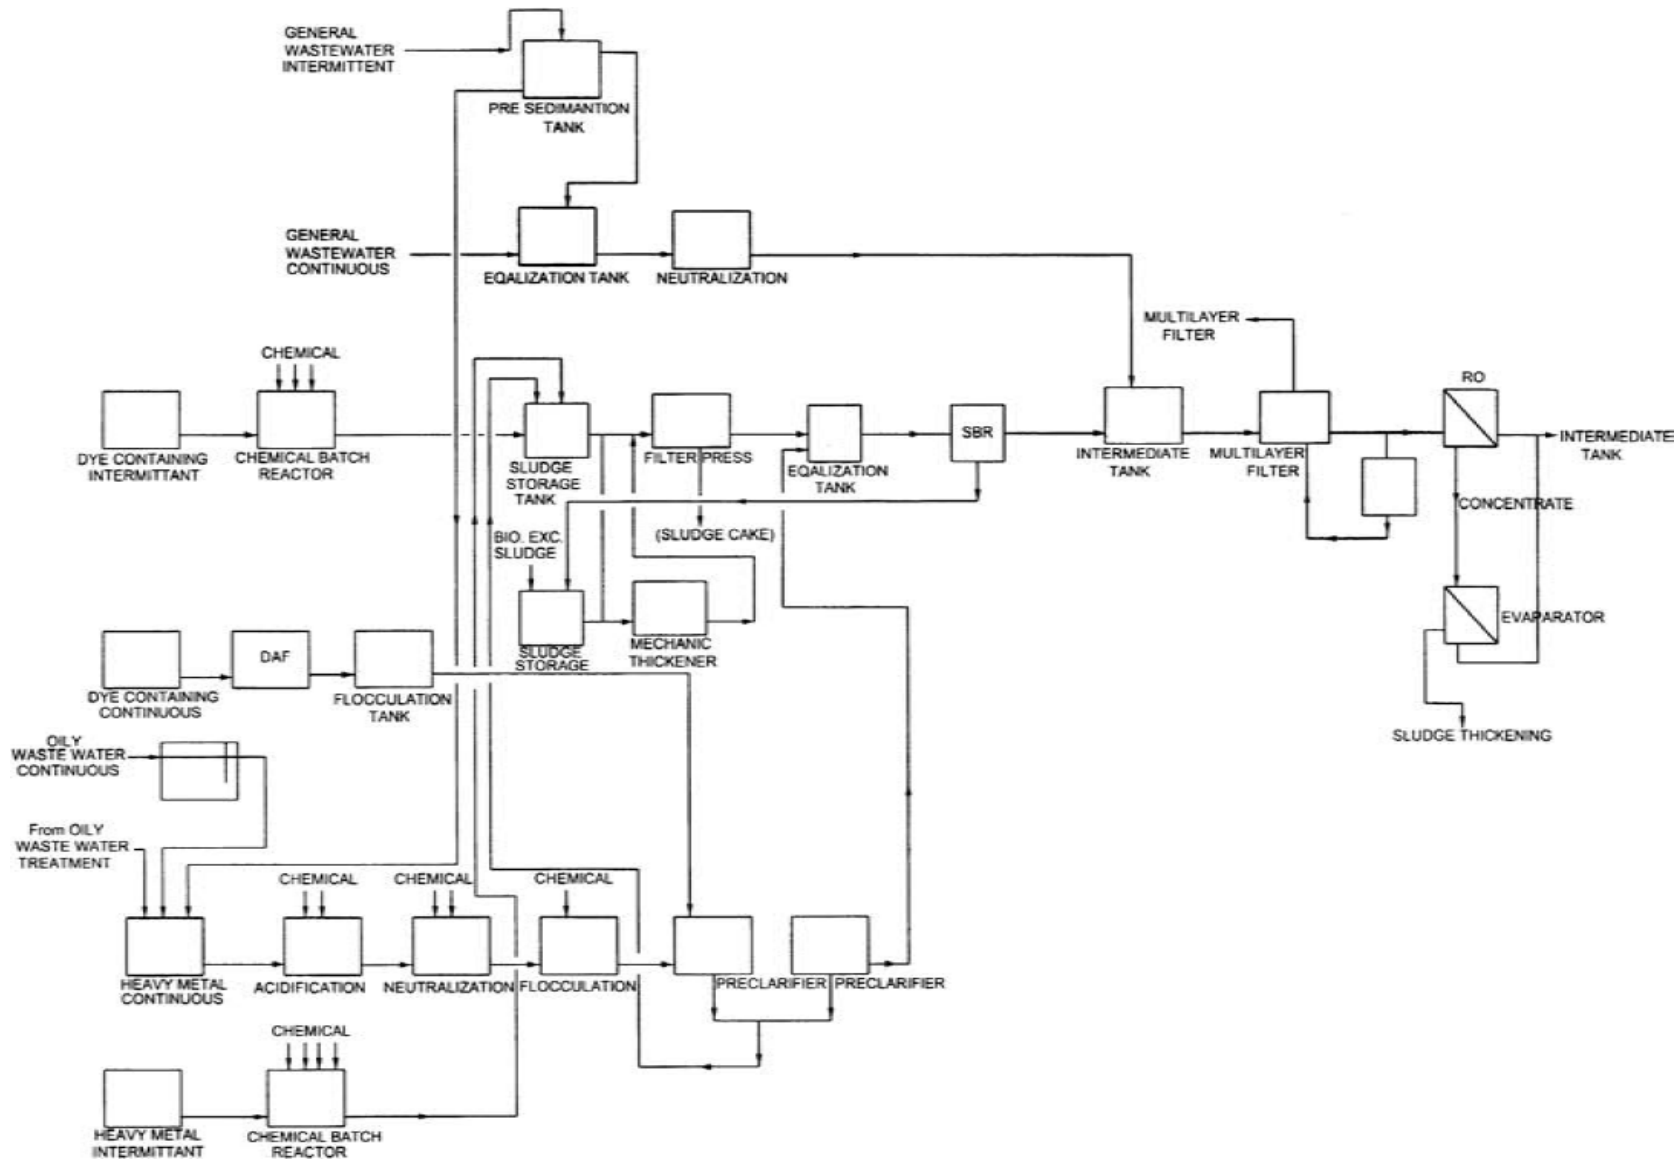 GENERAL
WASTEWATER
INTERMITTENT
PRE SEDIMANTION
TANK
GENERAL
WASTEWATER
CONTINUOUS
EQALIZATION TANK
NEUTRALIZATION
MULTILAYER
FILTER
CHEMICAL
RO
DYE CONTAINING
INTERMITTANT
CHEMICAL BATCH
REACTOR
SLUDGE
STORAGE
TANK
FILTER PRESS
EQALIZATION
TANK
SBR
INTERMEDIATE
TANK
MULTILAYER
FILTER
INTERMEDIATE
TANK
CONCENTRATE
(SLUDGE CAKE)
BIO. EXC.
SLUDGE
SLUDGE
STORAGE
MECHANIC
THICKENER
EVAPARATOR
SLUDGE THICKENING
DYE CONTAINING
CONTINUOUS
DAF
FLOCCULATION
TANK
OILY
WASTE WATER
CONTINUOUS
From OILY
WASTE WATER
TREATMENT
CHEMICAL
CHEMICAL
CHEMICAL
HEAVY METAL
CONTINUOUS
ACIDIFICATION
NEUTRALIZATION
FLOCCULATION
PRECLARIFIER
PRECLARIFIER
CHEMICAL
HEAVY METAL
INTERMITTANT
CHEMICAL BATCH
REACTOR